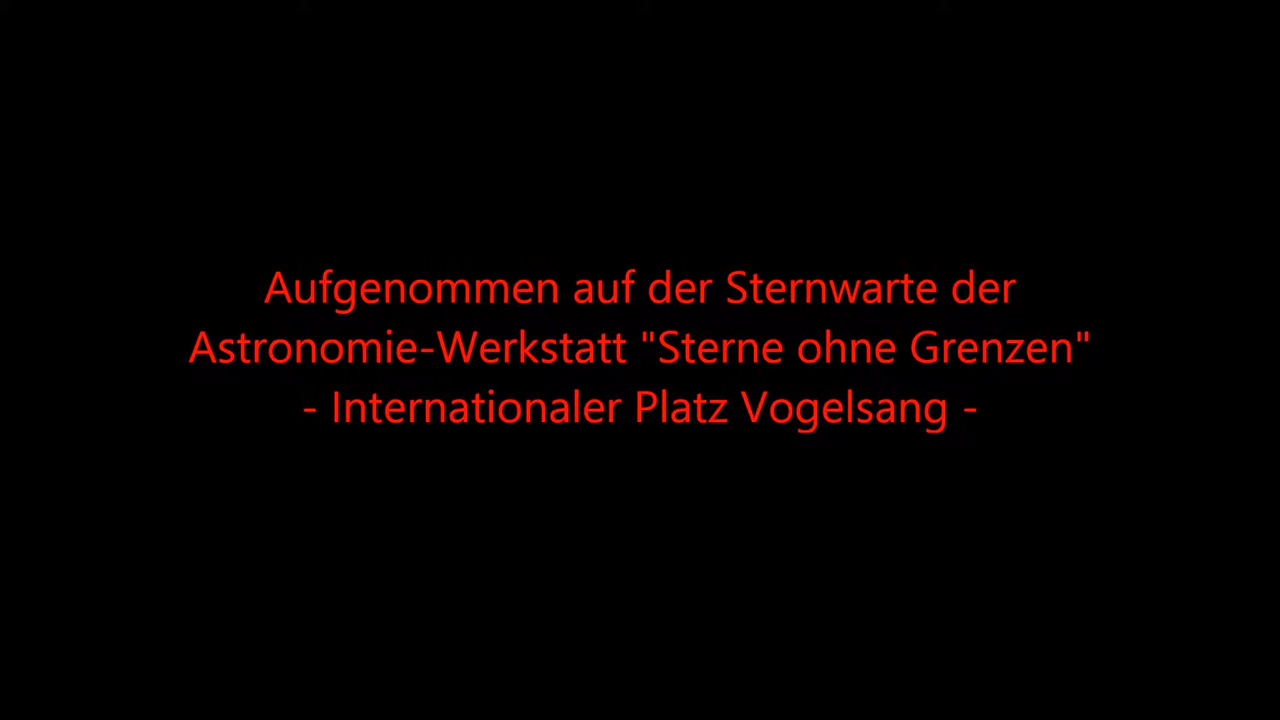 Aufgenommen auf der Sternwarte der
Astronomie-Werkstatt "Sterne ohne Grenzen"
- Internationaler Platz Vogelsang -